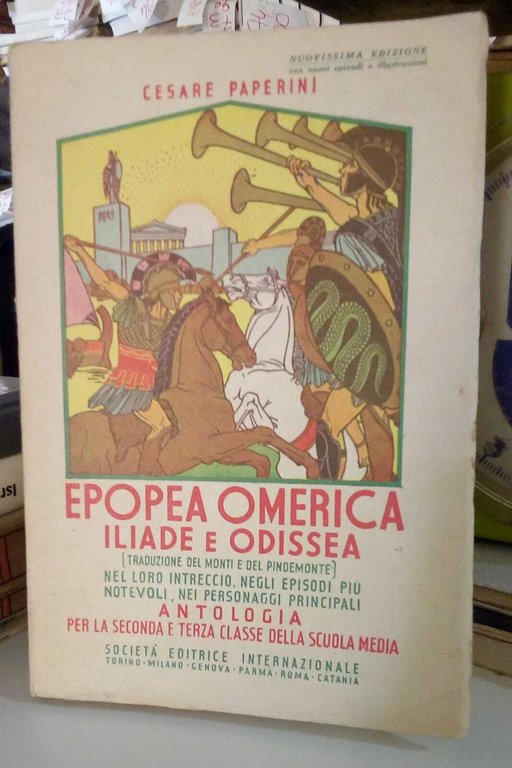 NUOVISSIMA EDIZIONE
con nuovi episodi e illustrazioni
CESARE PAPERINI
EPOPEA OMERICA
ILIADE E ODISSEA
(TRADUZIONE DEL MONTI E DEL PINDEMONTE)
NEL LORO INTRECCIO, NEGLI EPISODI PIÙ
NOTEVOLI, NEI PERSONAGGI PRINCIPALI
ANTOLOGIA
PER LA SECONDA E TERZA CLASSE DELLA SCUOLA MEDIA
SOCIETÀ EDITRICE INTERNAZIONALE
TORINO - MILANO - GENOVA - PARMA - ROMA - CATANIA
Isr